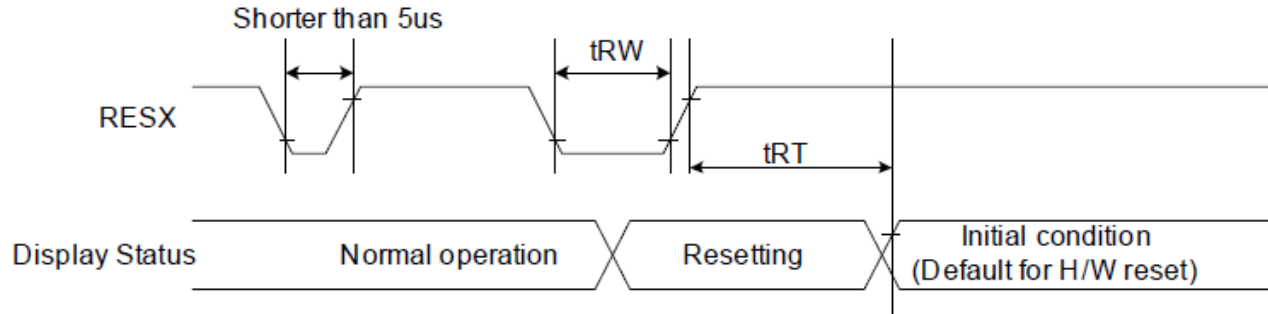 Shorter than 5us
tRW
RESX
tRT
Display Status
Normal operation
Resetting
Initial condition
(Default for H/W reset)